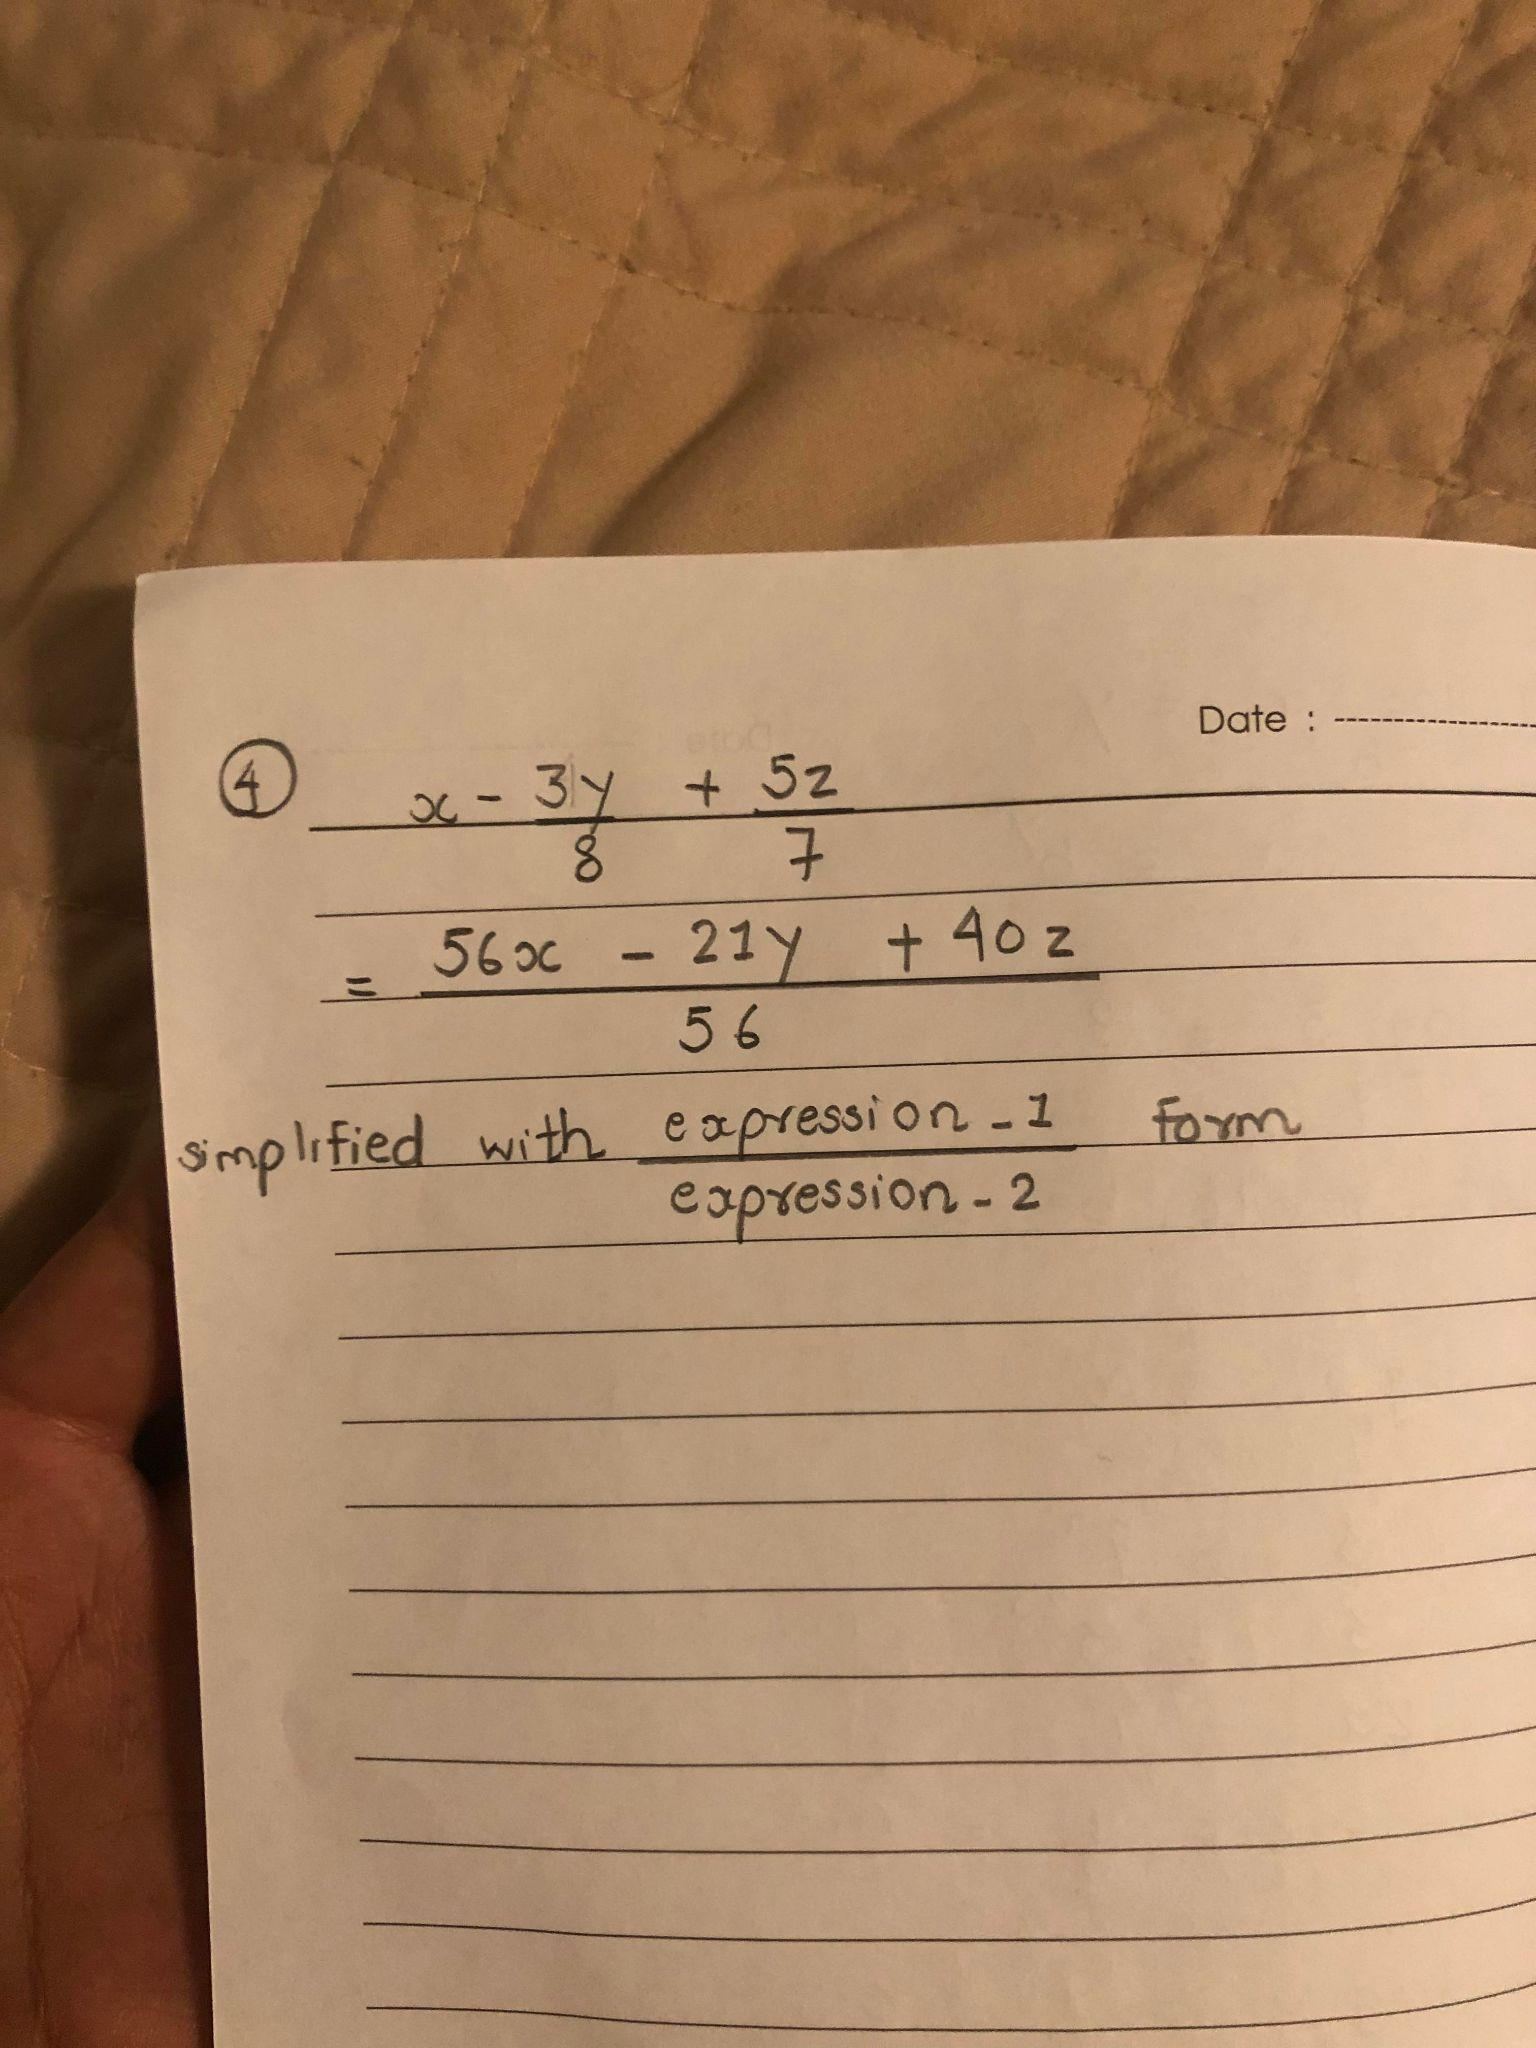 Date :
④ x - 3y/8 + 5z/7
= 56x - 21y + 40z / 56
simplified with expression-1 / expression-2 form